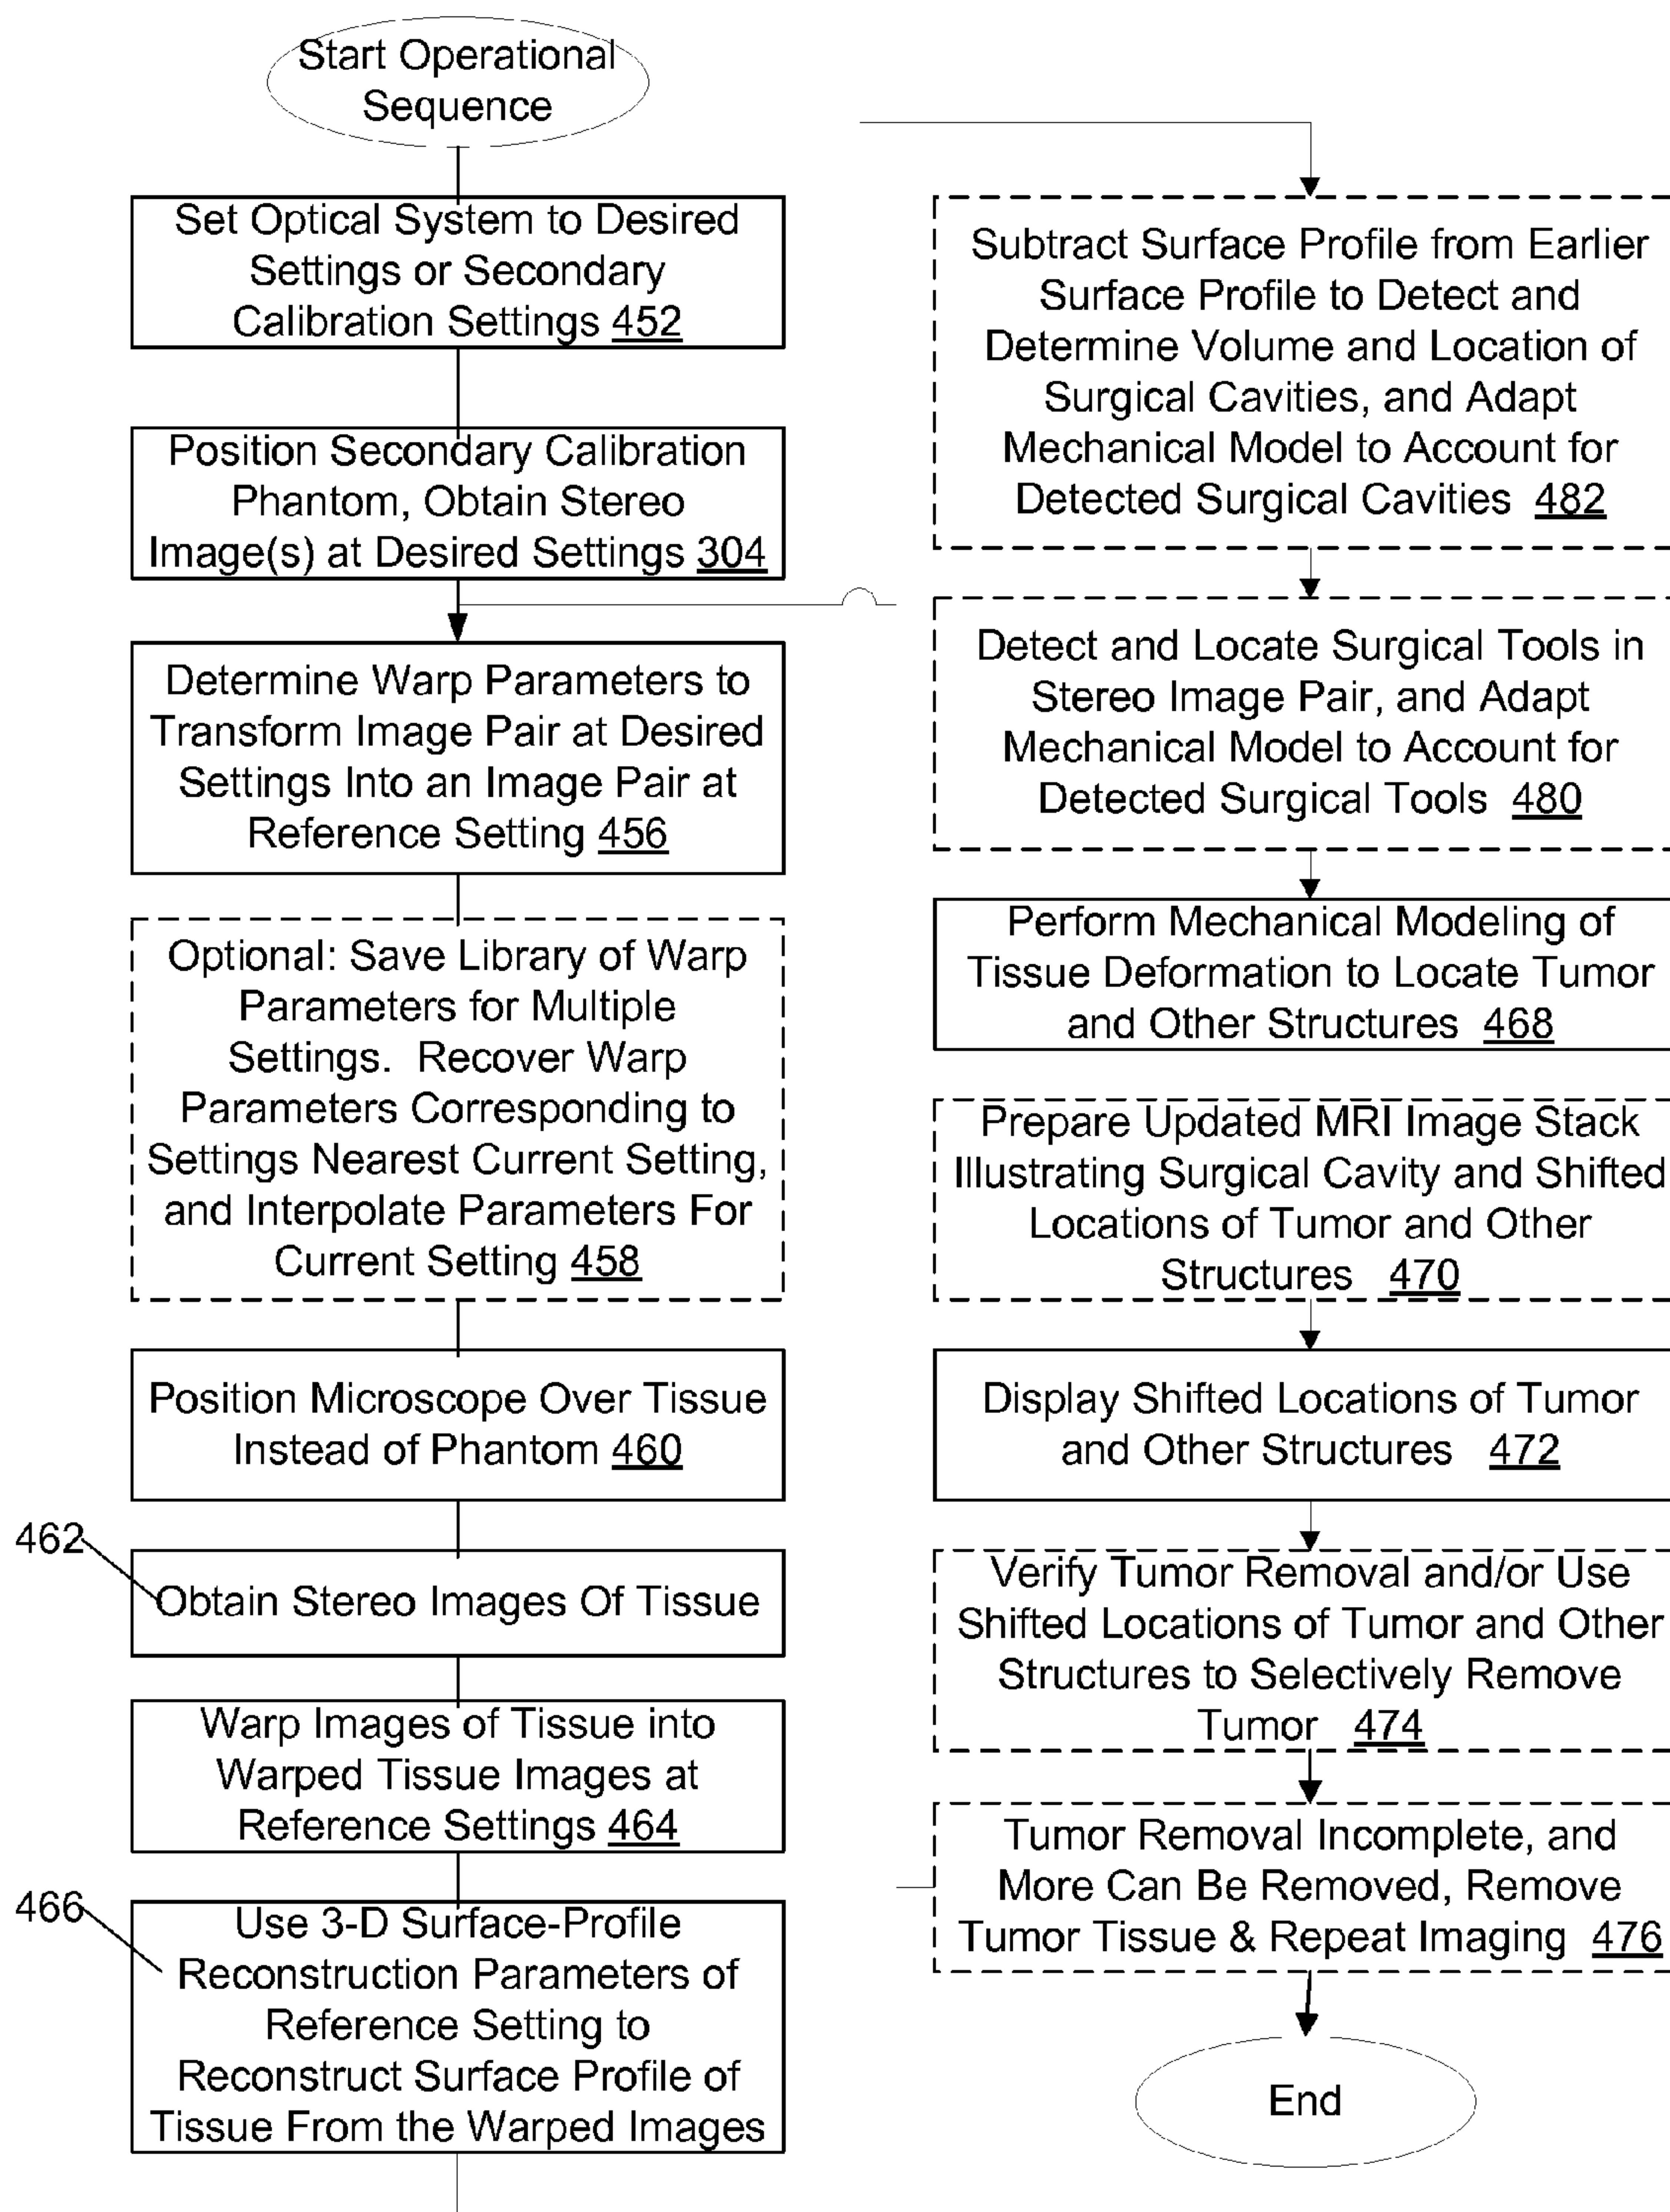 Start Operational
Sequence
Set Optical System to Desired
Settings or Secondary
Calibration Settings 452
Position Secondary Calibration
Phantom, Obtain Stereo
Image(s) at Desired Settings 304
Determine Warp Parameters to
Transform Image Pair at Desired
Settings Into an Image Pair at
Reference Setting 456
Optional: Save Library of Warp
Parameters for Multiple
Settings. Recover Warp
Parameters Corresponding to
Settings Nearest Current Setting,
and Interpolate Parameters For
Current Setting 458
Position Microscope Over Tissue
Instead of Phantom 460
462
Obtain Stereo Images Of Tissue
Warp Images of Tissue into
Warped Tissue Images at
Reference Settings 464
466
Use 3-D Surface-Profile
Reconstruction Parameters of
Reference Setting to
Reconstruct Surface Profile of
Tissue From the Warped Images
Subtract Surface Profile from Earlier
Surface Profile to Detect and
Determine Volume and Location of
Surgical Cavities, and Adapt
Mechanical Model to Account for
Detected Surgical Cavities 482
Detect and Locate Surgical Tools in
Stereo Image Pair, and Adapt
Mechanical Model to Account for
Detected Surgical Tools 480
Perform Mechanical Modeling of
Tissue Deformation to Locate Tumor
and Other Structures 468
Prepare Updated MRI Image Stack
Illustrating Surgical Cavity and Shifted
Locations of Tumor and Other
Structures 470
Display Shifted Locations of Tumor
and Other Structures 472
Verify Tumor Removal and/or Use
Shifted Locations of Tumor and Other
Structures to Selectively Remove
Tumor 474
Tumor Removal Incomplete, and
More Can Be Removed, Remove
Tumor Tissue & Repeat Imaging 476
End